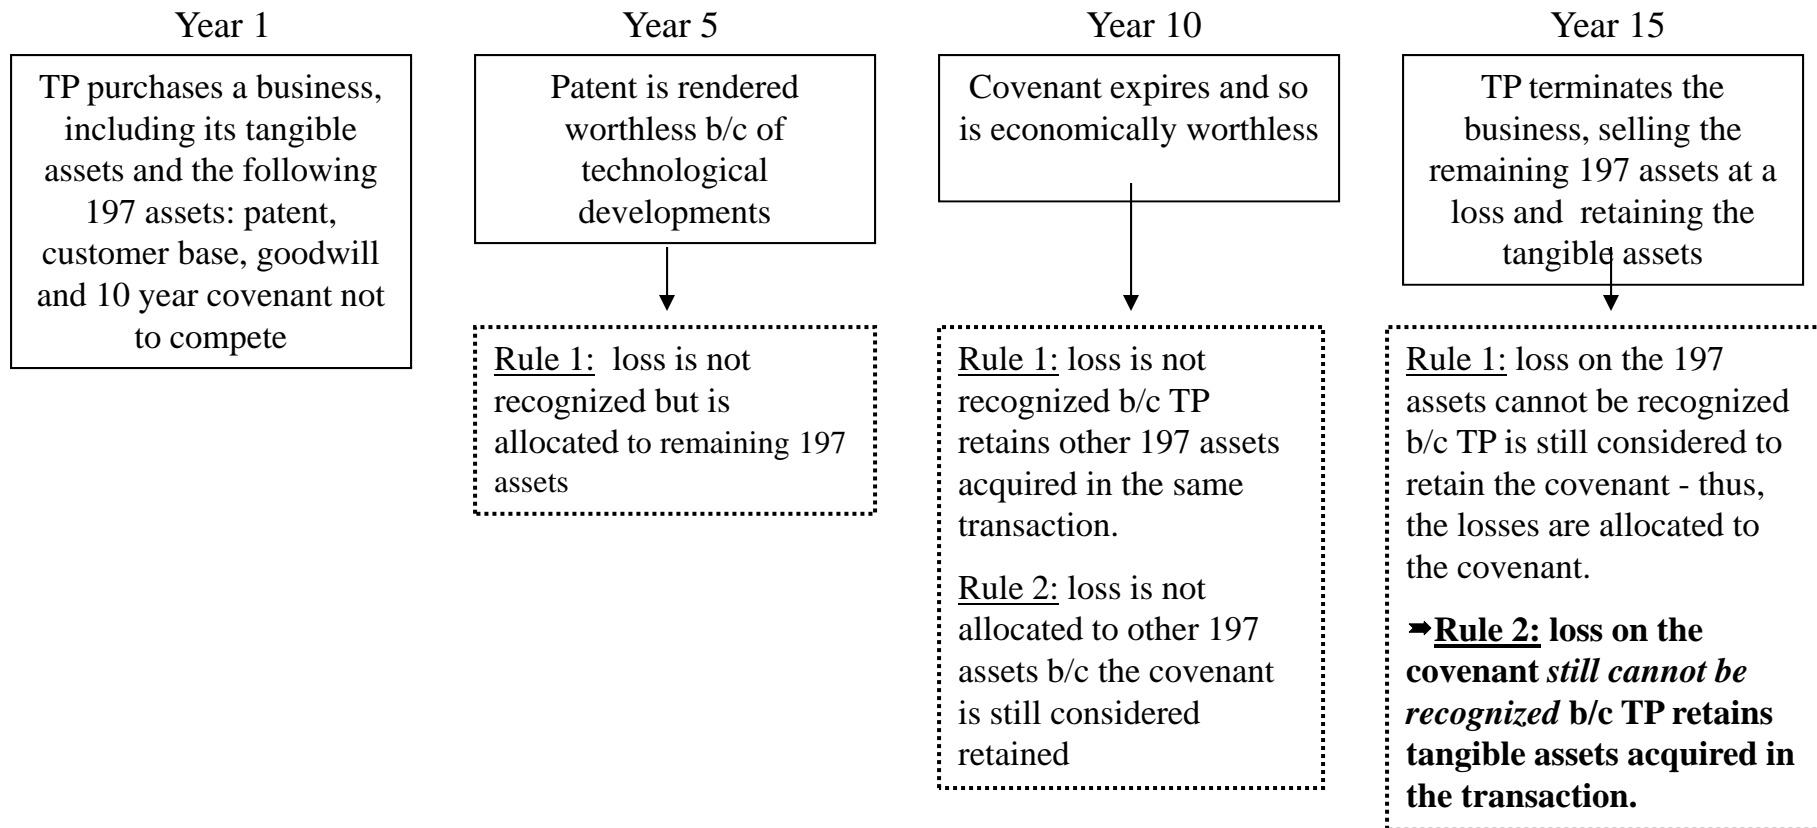 Year 1
TP purchases a business,
including its tangible
assets and the following
197 assets: patent,
customer base, goodwill
and 10 year covenant not
to compete
Year 5
Patent is rendered
worthless b/c of
technological
developments
Rule 1: loss is not
recognized but is
allocated to remaining 197
assets
Year 10
Covenant expires and so
is economically worthless
Rule 1: loss is not
recognized b/c TP
retains other 197 assets
acquired in the same
transaction.
Rule 2: loss is not
allocated to other 197
assets b/c the covenant
is still considered
retained
Year 15
TP terminates the
business, selling the
remaining 197 assets at a
loss and retaining the
tangible assets
Rule 1: loss on the 197
assets cannot be recognized
b/c TP is still considered to
retain the covenant - thus,
the losses are allocated to
the covenant.
➡Rule 2: loss on the
covenant still cannot be
recognized b/c TP retains
tangible assets acquired in
the transaction.